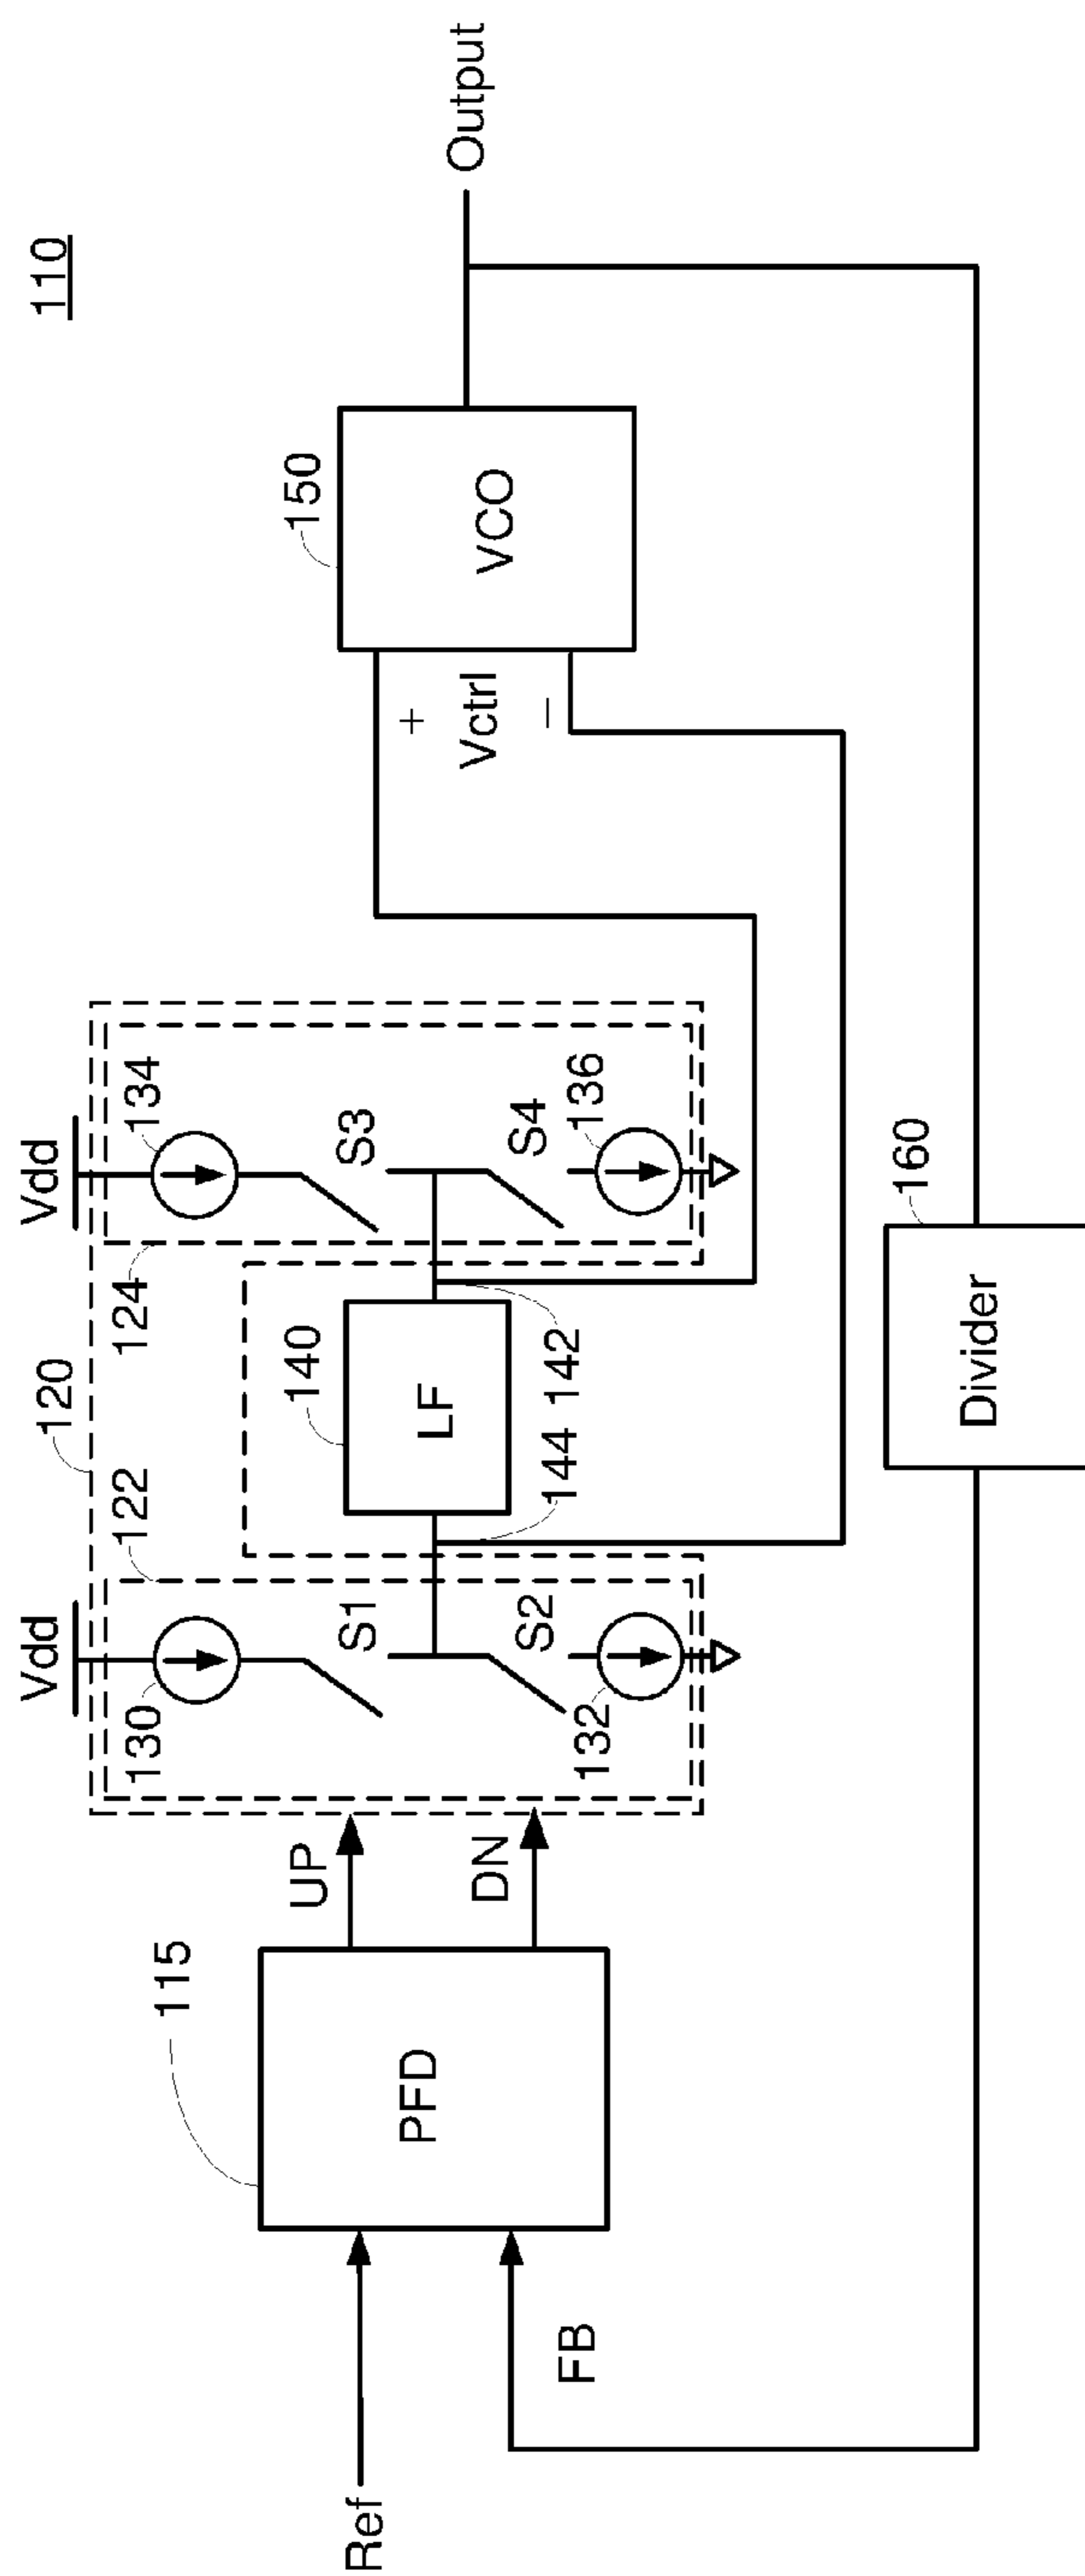 110
120
Vdd
Vdd
122
124
130
134
S1
S3
S2
S4
132
136
140
LF
144
142
115
PFD
UP
DN
Ref
FB
150
VCO
+
Vctrl
−
Output
160
Divider